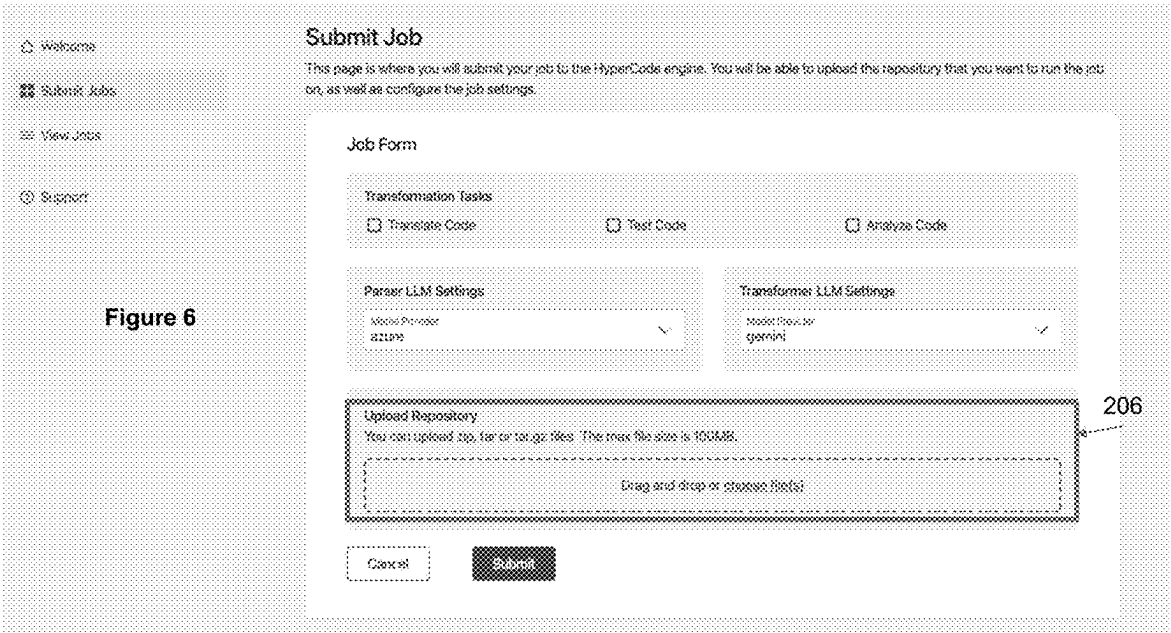 Welcome
Submit Jobs
View Jobs
Support
Figure 6
Submit Job
This page is where you will submit your job to the HyperCode engine. You will be able to upload the repository that you want to run the job
on, as well as configure the job settings.
Job Form
Transformation Tasks
Translate Code
Test Code
Analyze Code
Parser LLM Settings
Model Provider
azure
Transformer LLM Settings
Model Provider
gemini
206
Upload Repository
You can upload zip, tar or tar.gz files. The max file size is 100MB.
Drag and drop or choose file(s)
Cancel
Submit